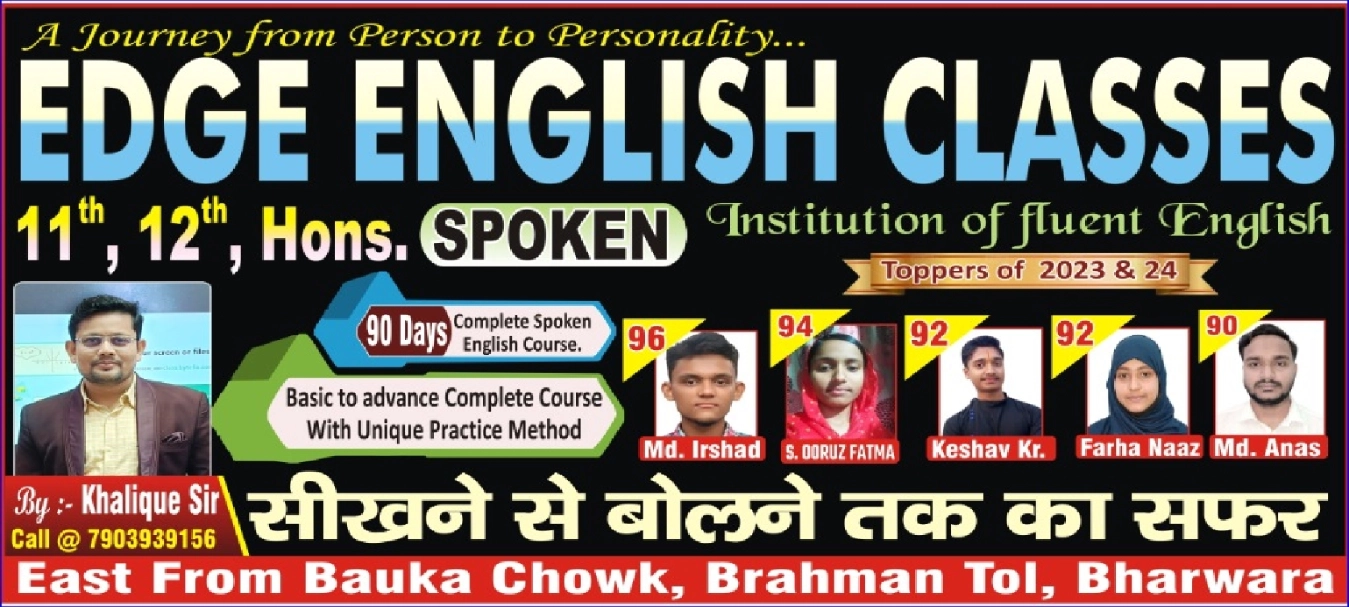 A Journey from Person to Personality...
EDGE ENGLISH CLASSES
11th, 12th, Hons. SPOKEN
Institution of fluent English
Toppers of 2023 & 24
90 Days Complete Spoken
English Course.
Basic to advance Complete Course
With Unique Practice Method
96
Md. Irshad
94
S. DORUZ FATMA
92
Keshav Kr.
92
Farha Naaz
90
Md. Anas
By :- Khalique Sir
Call @ 7903939156
सीखने से बोलने तक का सफर
East From Bauka Chowk, Brahman Tol, Bharwara